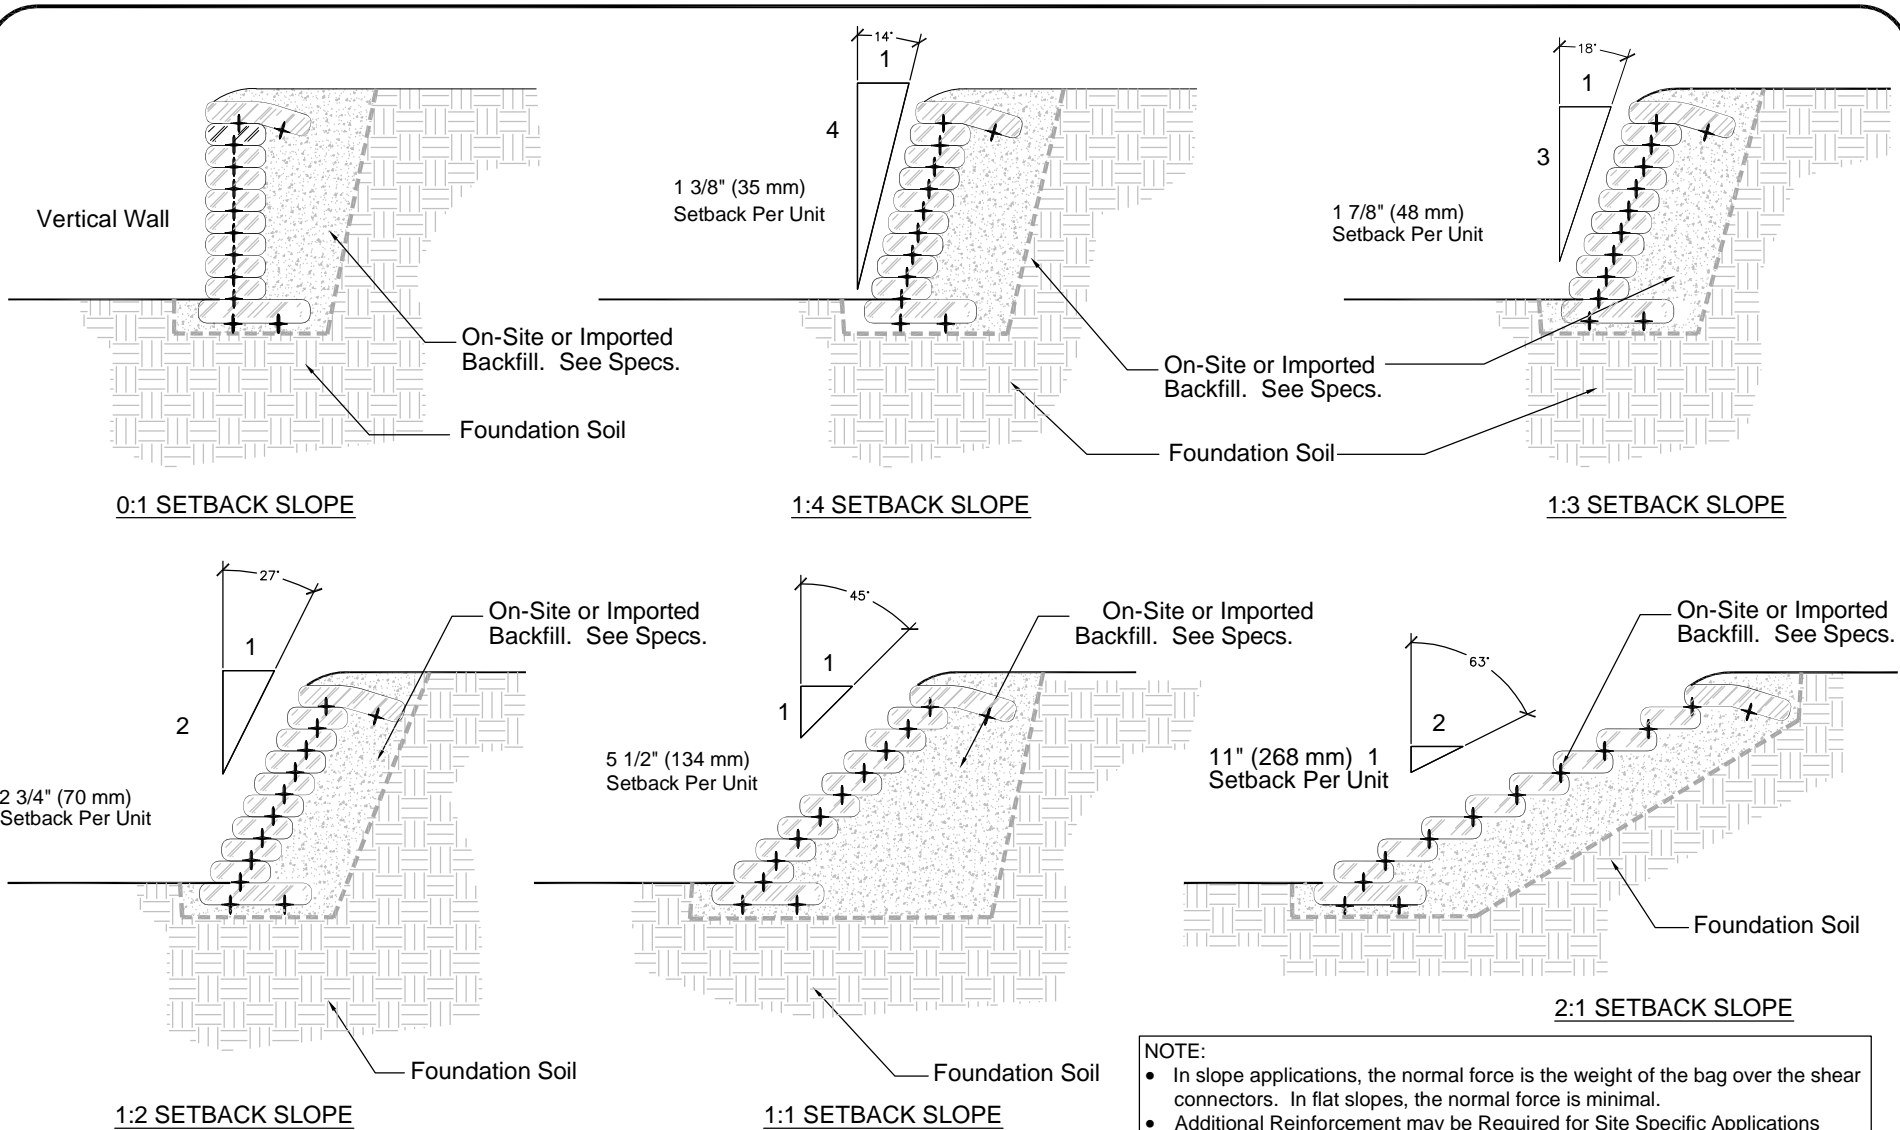 14°
1
4
1 3/8" (35 mm)
Setback Per Unit
18°
1
3
1 7/8" (48 mm)
Setback Per Unit
Vertical Wall
On-Site or Imported
Backfill. See Specs.
Foundation Soil
On-Site or Imported
Backfill. See Specs.
Foundation Soil
0:1 SETBACK SLOPE
1:4 SETBACK SLOPE
1:3 SETBACK SLOPE
27°
1
2
2 3/4" (70 mm)
Setback Per Unit
On-Site or Imported
Backfill. See Specs.
Foundation Soil
1:2 SETBACK SLOPE
45°
1
1
5 1/2" (134 mm)
Setback Per Unit
On-Site or Imported
Backfill. See Specs.
Foundation Soil
1:1 SETBACK SLOPE
63°
2
11" (268 mm) 1
Setback Per Unit
On-Site or Imported
Backfill. See Specs.
Foundation Soil
2:1 SETBACK SLOPE
NOTE:
• In slope applications, the normal force is the weight of the bag over the shear
connectors. In flat slopes, the normal force is minimal.
• Additional Reinforcement may be Required for Site Specific Applications